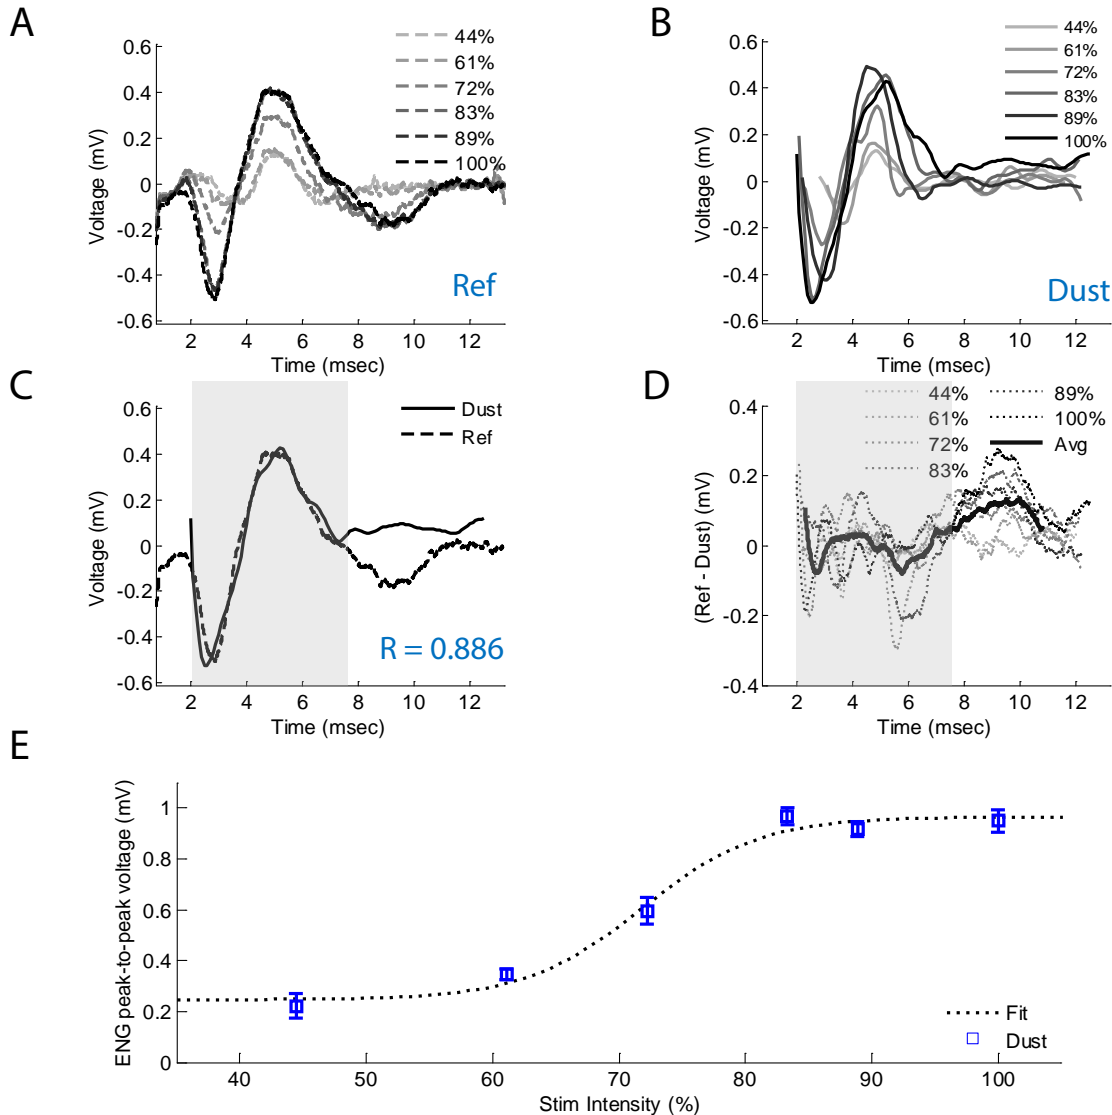 A
44%
61%
72%
83%
89%
100%
0.6
0.4
0.2
0
-0.2
-0.4
-0.6
Voltage (mV)
Ref
2 4 6 8 10 12
Time (msec)
B
44%
61%
72%
83%
89%
100%
0.6
0.4
0.2
0
-0.2
-0.4
-0.6
Voltage (mV)
Dust
2 4 6 8 10 12
Time (msec)
C
Dust
Ref
0.6
0.4
0.2
0
-0.2
-0.4
-0.6
Voltage (mV)
R = 0.886
2 4 6 8 10 12
Time (msec)
D
44%
61%
72%
83%
89%
100%
Avg
0.4
0.2
0
-0.2
-0.4
(Ref - Dust) (mV)
2 4 6 8 10 12
Time (msec)
E
1
0.8
0.6
0.4
0.2
0
ENG peak-to-peak voltage (mV)
Fit
Dust
40 50 60 70 80 90 100
Stim Intensity (%)